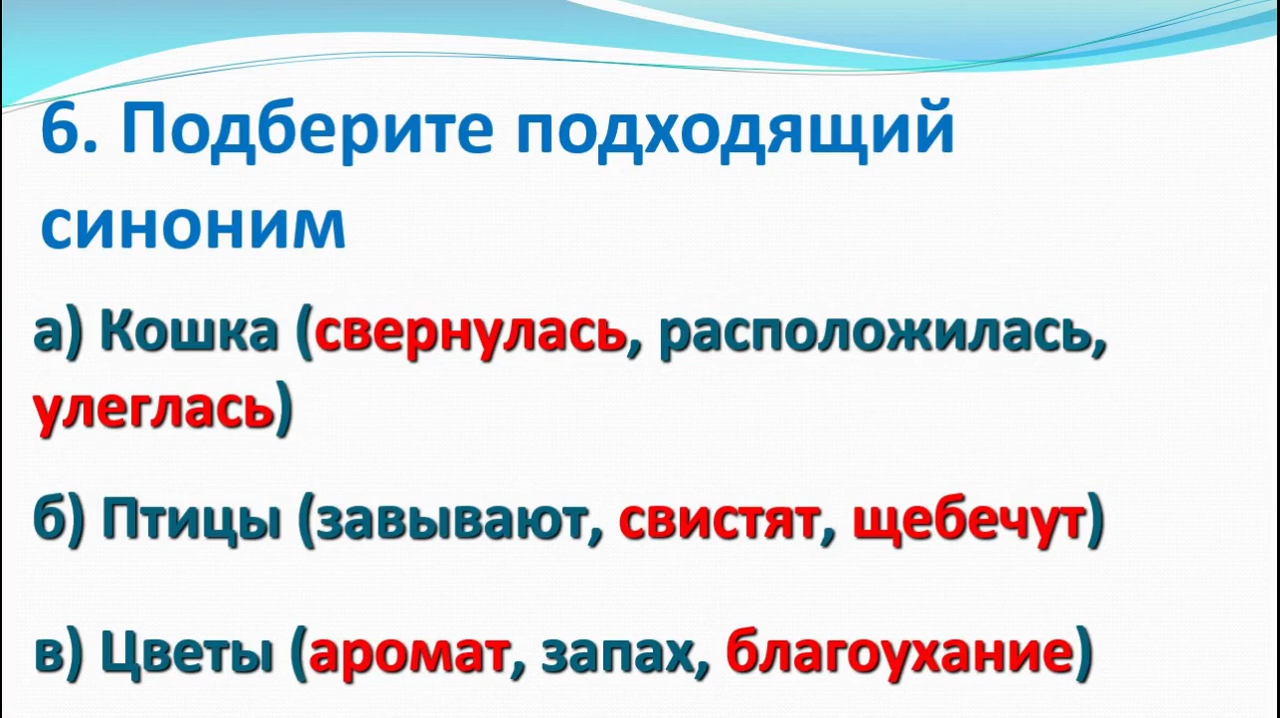 6. Подберите подходящий
синоним
а) Кошка (свернулась, расположилась,
улеглась)
б) Птицы (завывают, свистят, щебечут)
в) Цветы (аромат, запах, благоухание)